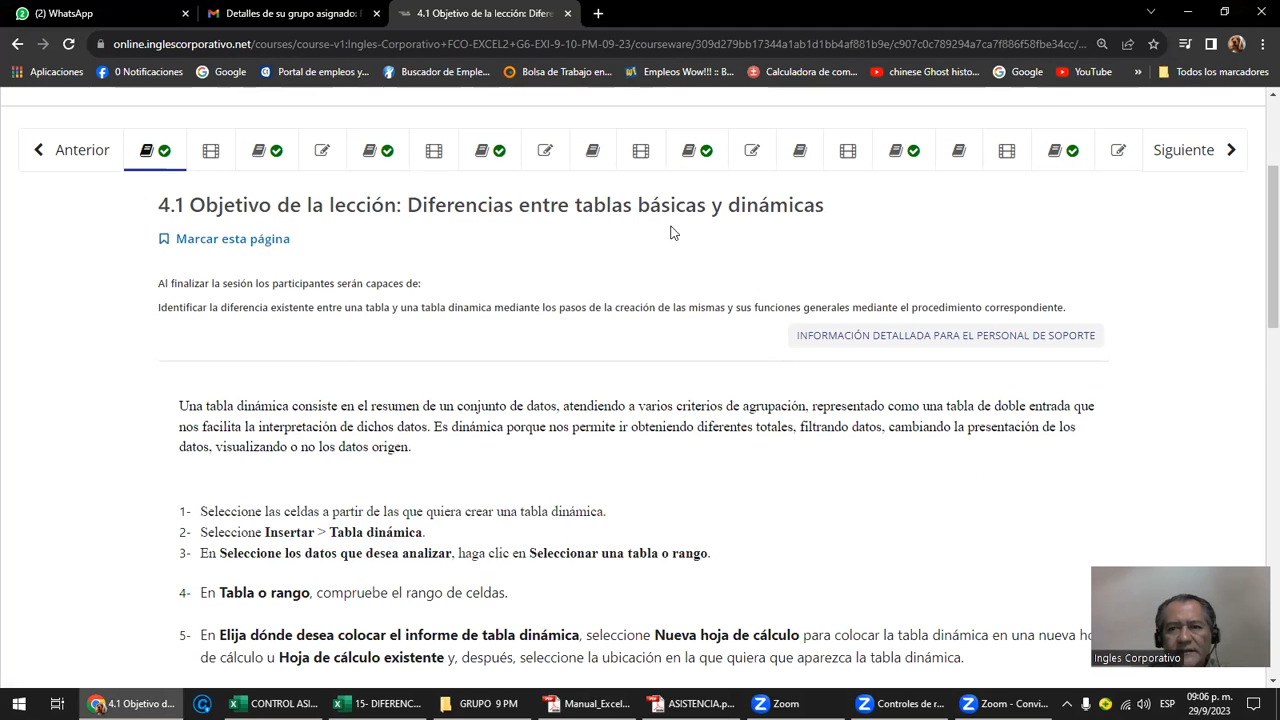 (2) WhatsApp
Detalles de su grupo asignado:
4.1 Objetivo de la lección: Difere
online.inglescorporativo.net/courses/course-v1:Ingles-Corporativo+FCO-EXCEL2+G6-EXI-9-10-PM-09-23/courseware/309d279bb17344a1ab1d1bb4af881b9e/c907c0c789294a7ca7f886f58fbe34cc/...
Aplicaciones
0 Notificaciones
Google
Portal de empleos y...
Buscador de Emple...
Bolsa de Trabajo en...
Empleos Wow!!! :: B...
Calculadora de com...
chinese Ghost histo...
Google
YouTube
»
Todos los marcadores
Anterior
Siguiente
4.1 Objetivo de la lección: Diferencias entre tablas básicas y dinámicas
Marcar esta página
Al finalizar la sesión los participantes serán capaces de:
Identificar la diferencia existente entre una tabla y una tabla dinamica mediante los pasos de la creación de las mismas y sus funciones generales mediante el procedimiento correspondiente.
INFORMACIÓN DETALLADA PARA EL PERSONAL DE SOPORTE
Una tabla dinámica consiste en el resumen de un conjunto de datos, atendiendo a varios criterios de agrupación, representado como una tabla de doble entrada que
nos facilita la interpretación de dichos datos. Es dinámica porque nos permite ir obteniendo diferentes totales, filtrando datos, cambiando la presentación de los
datos, visualizando o no los datos origen.
1- Seleccione las celdas a partir de las que quiera crear una tabla dinámica.
2- Seleccione Insertar > Tabla dinámica.
3- En Seleccione los datos que desea analizar, haga clic en Seleccionar una tabla o rango.
4- En Tabla o rango, compruebe el rango de celdas.
5- En Elija dónde desea colocar el informe de tabla dinámica, seleccione Nueva hoja de cálculo para colocar la tabla dinámica en una nueva ho
de cálculo u Hoja de cálculo existente y, después, seleccione la ubicación en la que quiera que aparezca la tabla dinámica.
Ingles Corporativo
4.1 Objetivo d...
CONTROL ASI...
15- DIFERENC...
GRUPO 9 PM
Manual_Exce...
ASISTENCIA.p...
Zoom
Controles de r...
Zoom - Convi...
ESP
09:06 p. m.
29/9/2023